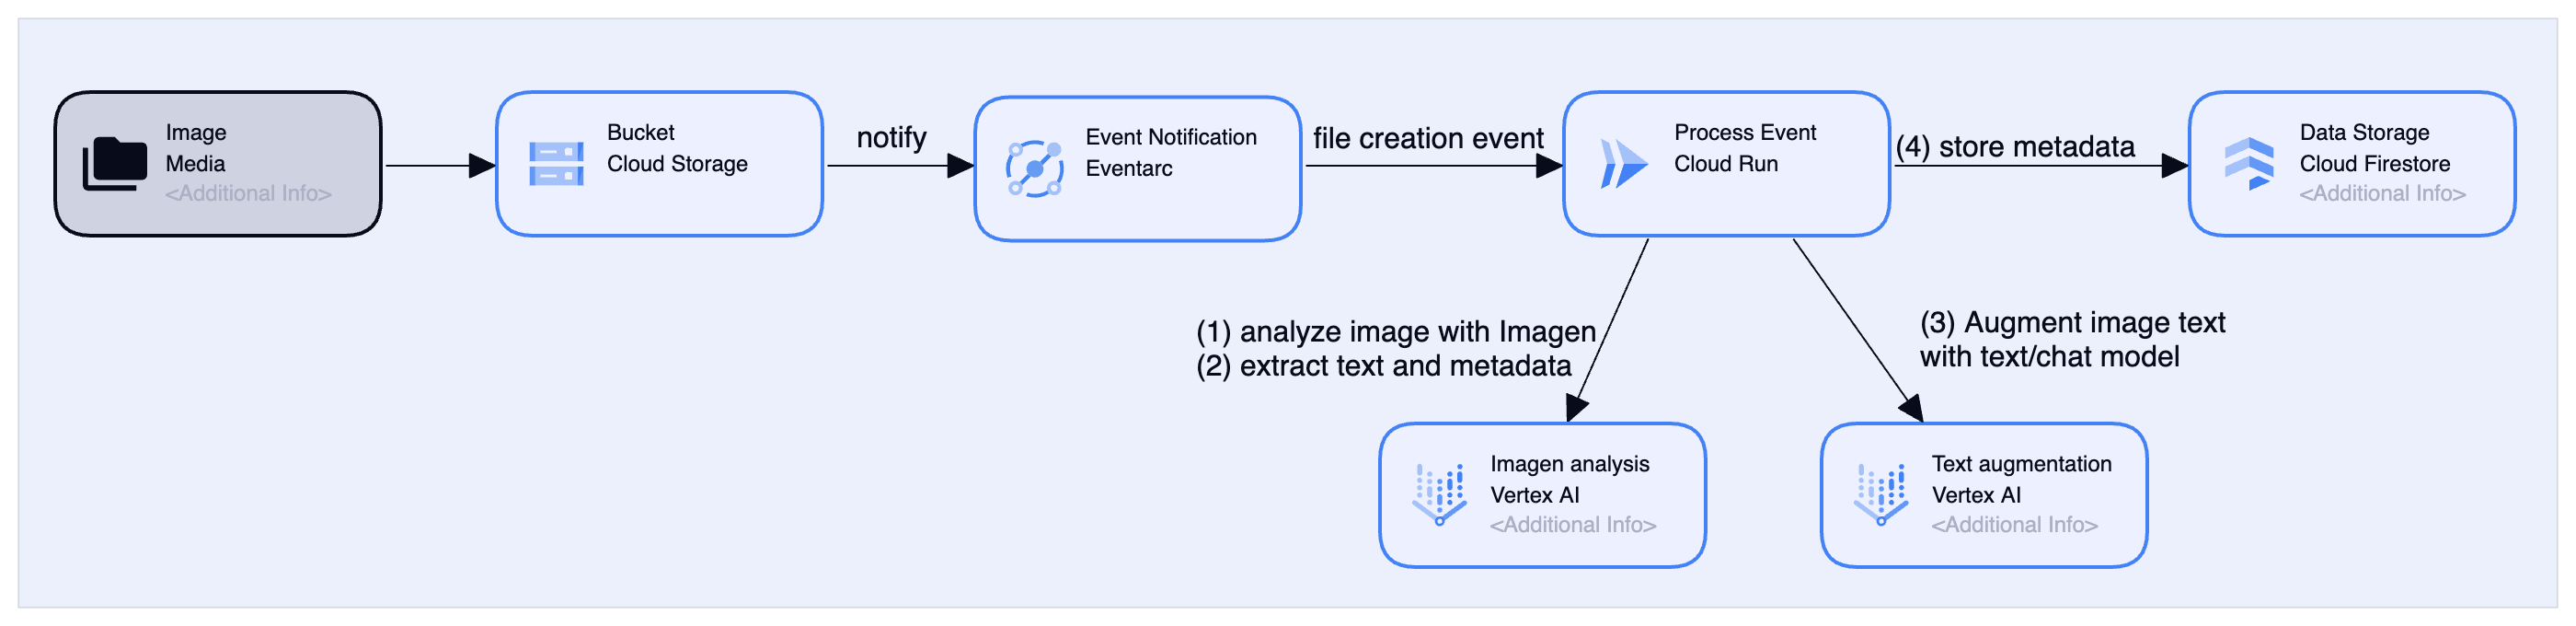 Image
Media
<Additional Info>
Bucket
Cloud Storage
notify
Event Notification
Eventarc
file creation event
Process Event
Cloud Run
(4) store metadata
Data Storage
Cloud Firestore
<Additional Info>
(1) analyze image with Imagen
(2) extract text and metadata
(3) Augment image text
with text/chat model
Imagen analysis
Vertex AI
<Additional Info>
Text augmentation
Vertex AI
<Additional Info>